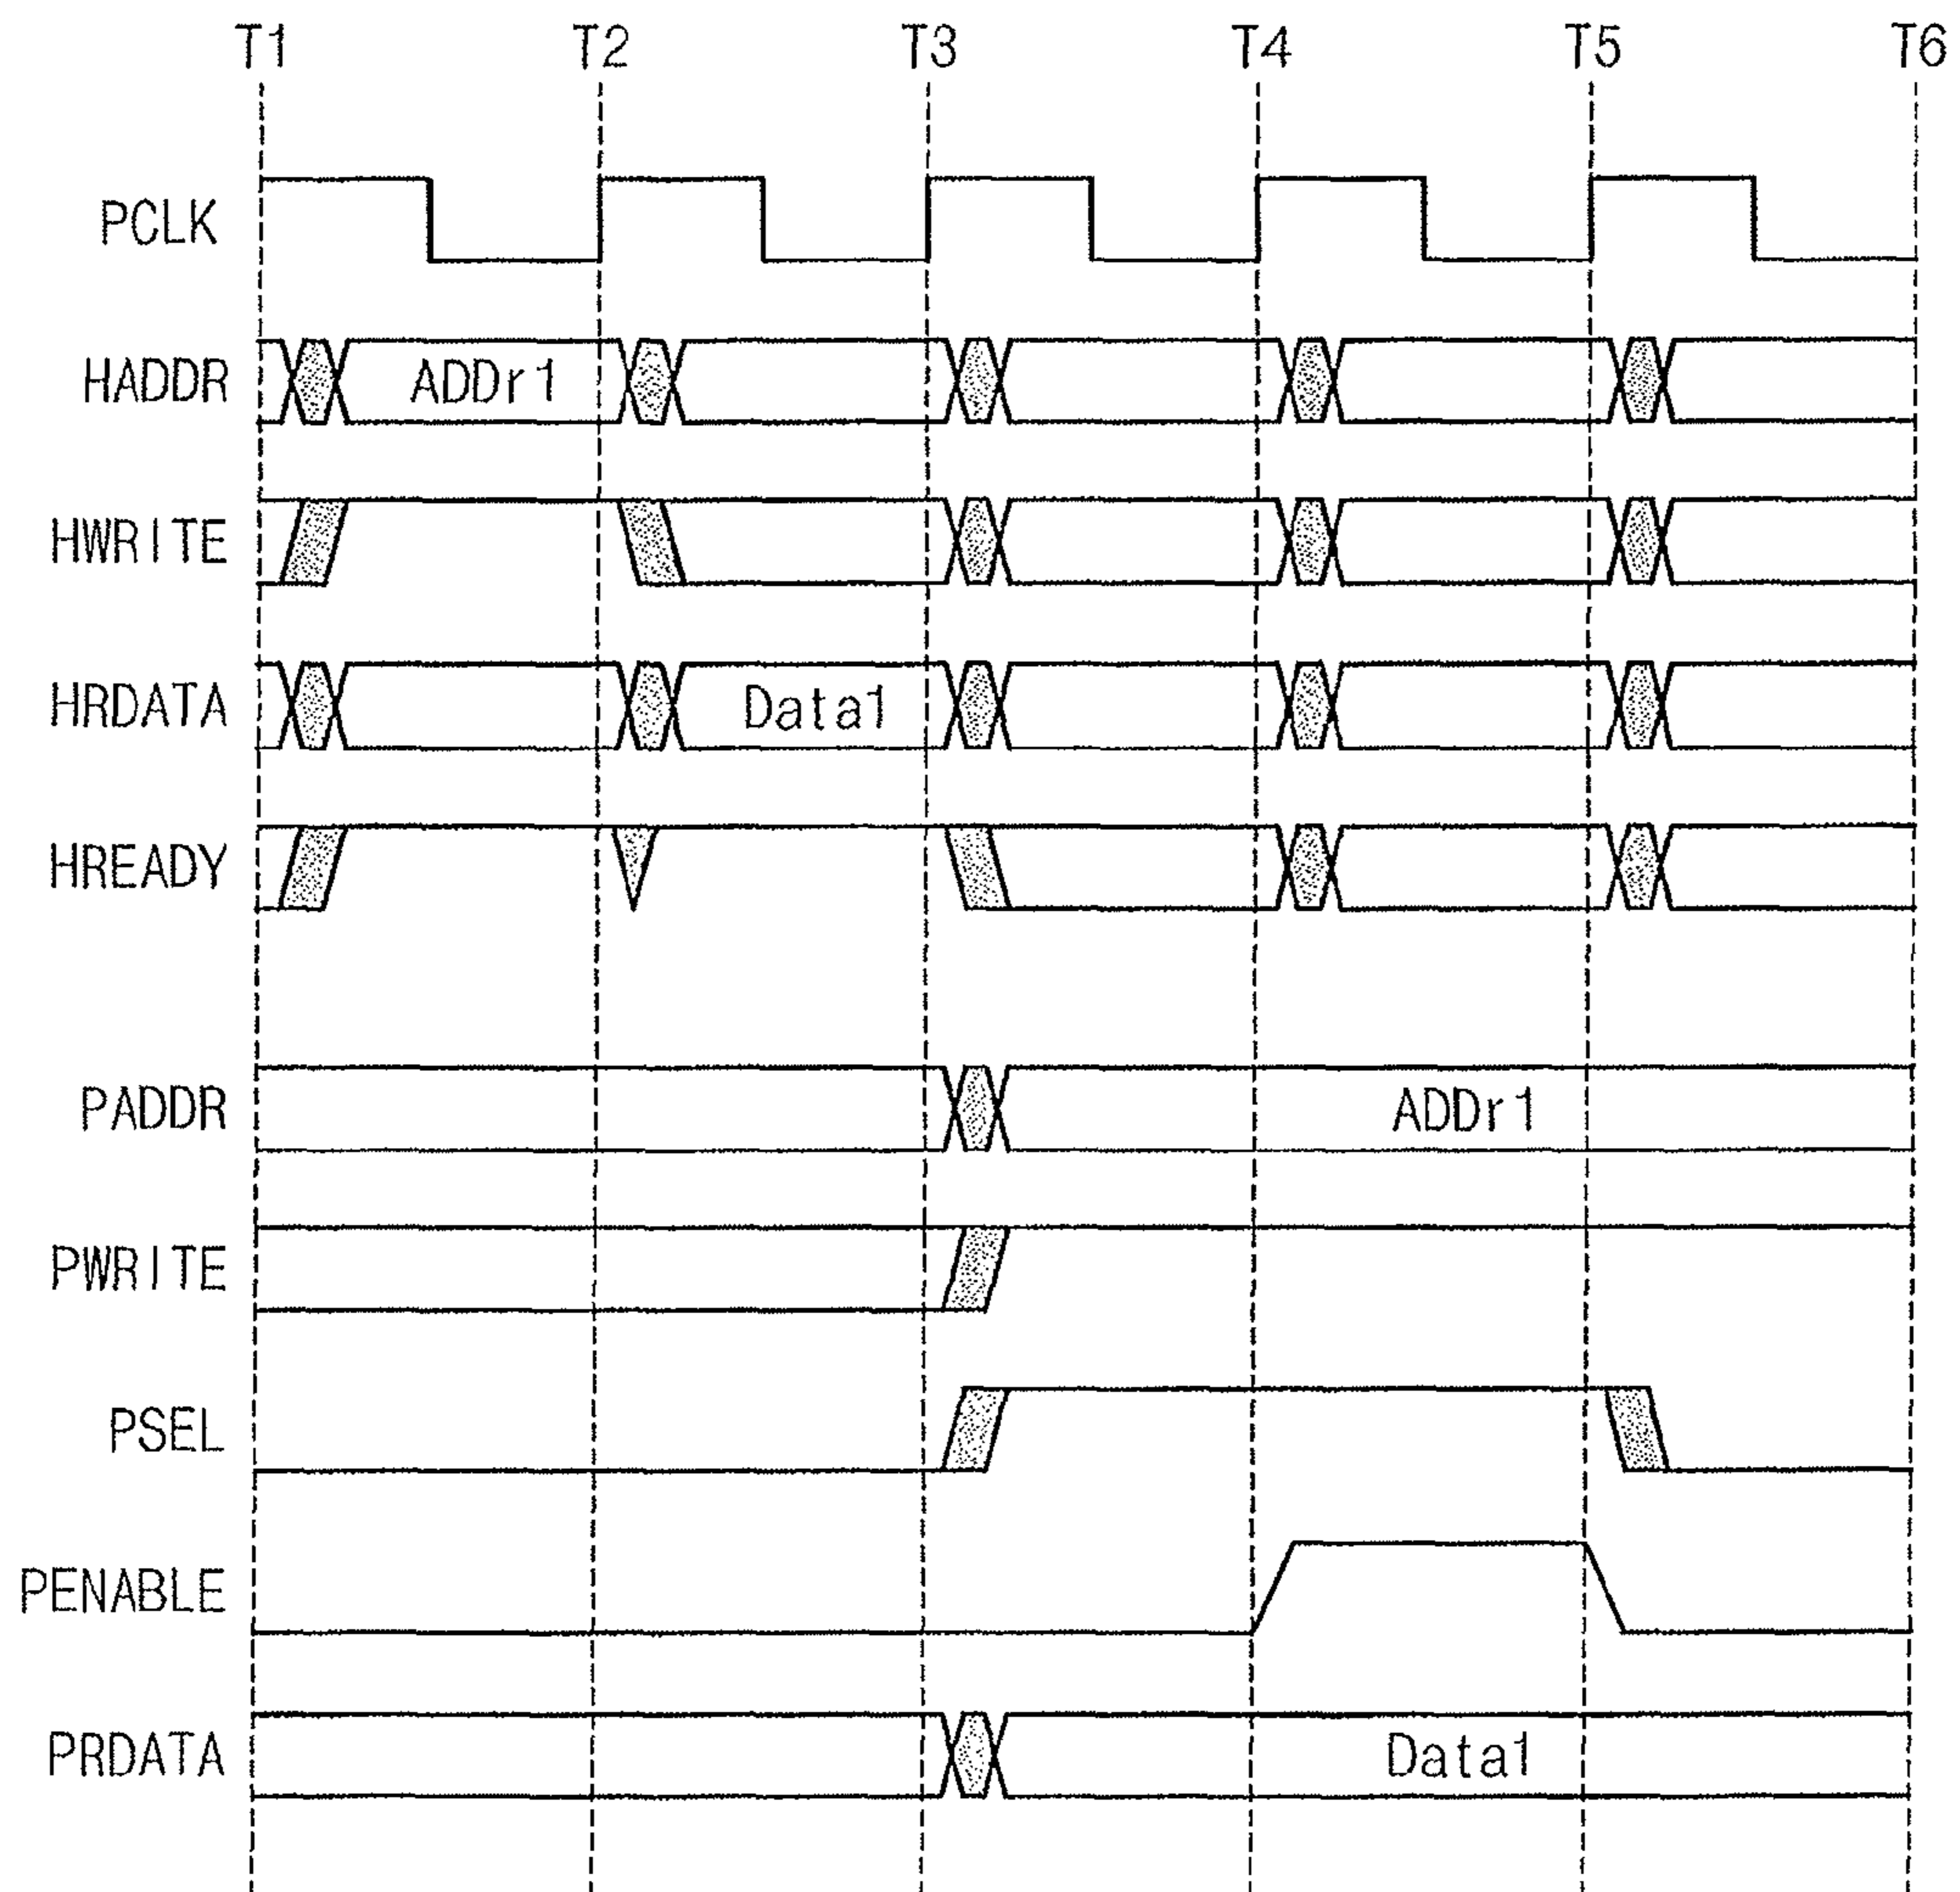 T1 T2 T3 T4 T5 T6
PCLK
HADDR ADDr1
HWRITE
HRDATA Data1
HREADY
PADDR ADDr1
PWRITE
PSEL
PENABLE
PRDATA Data1